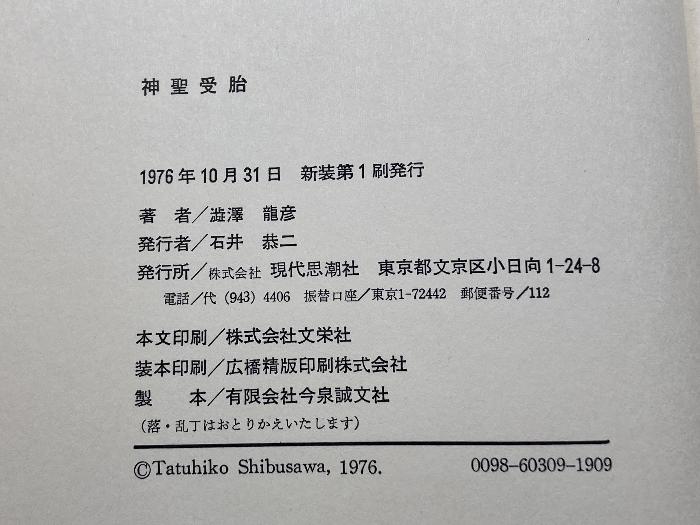 神聖受胎
1976年10月31日 新装第1刷発行
著 者/澁澤 龍彦
発行者/石井 恭二
発行所/株式会社 現代思潮社 東京都文京区小日向1-24-8
電話/代 (943) 4406 振替口座/東京1-72442 郵便番号/112
本文印刷/株式会社文栄社
装本印刷/広橋精版印刷株式会社
製 本/有限会社今泉誠文社
(落・乱丁はおとりかえいたします)
©Tatuhiko Shibusawa, 1976. 0098-60309-1909